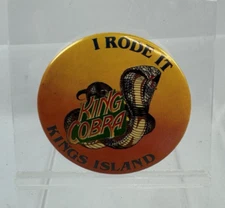 I RODE IT
KING
COBRA
KINGS ISLAND